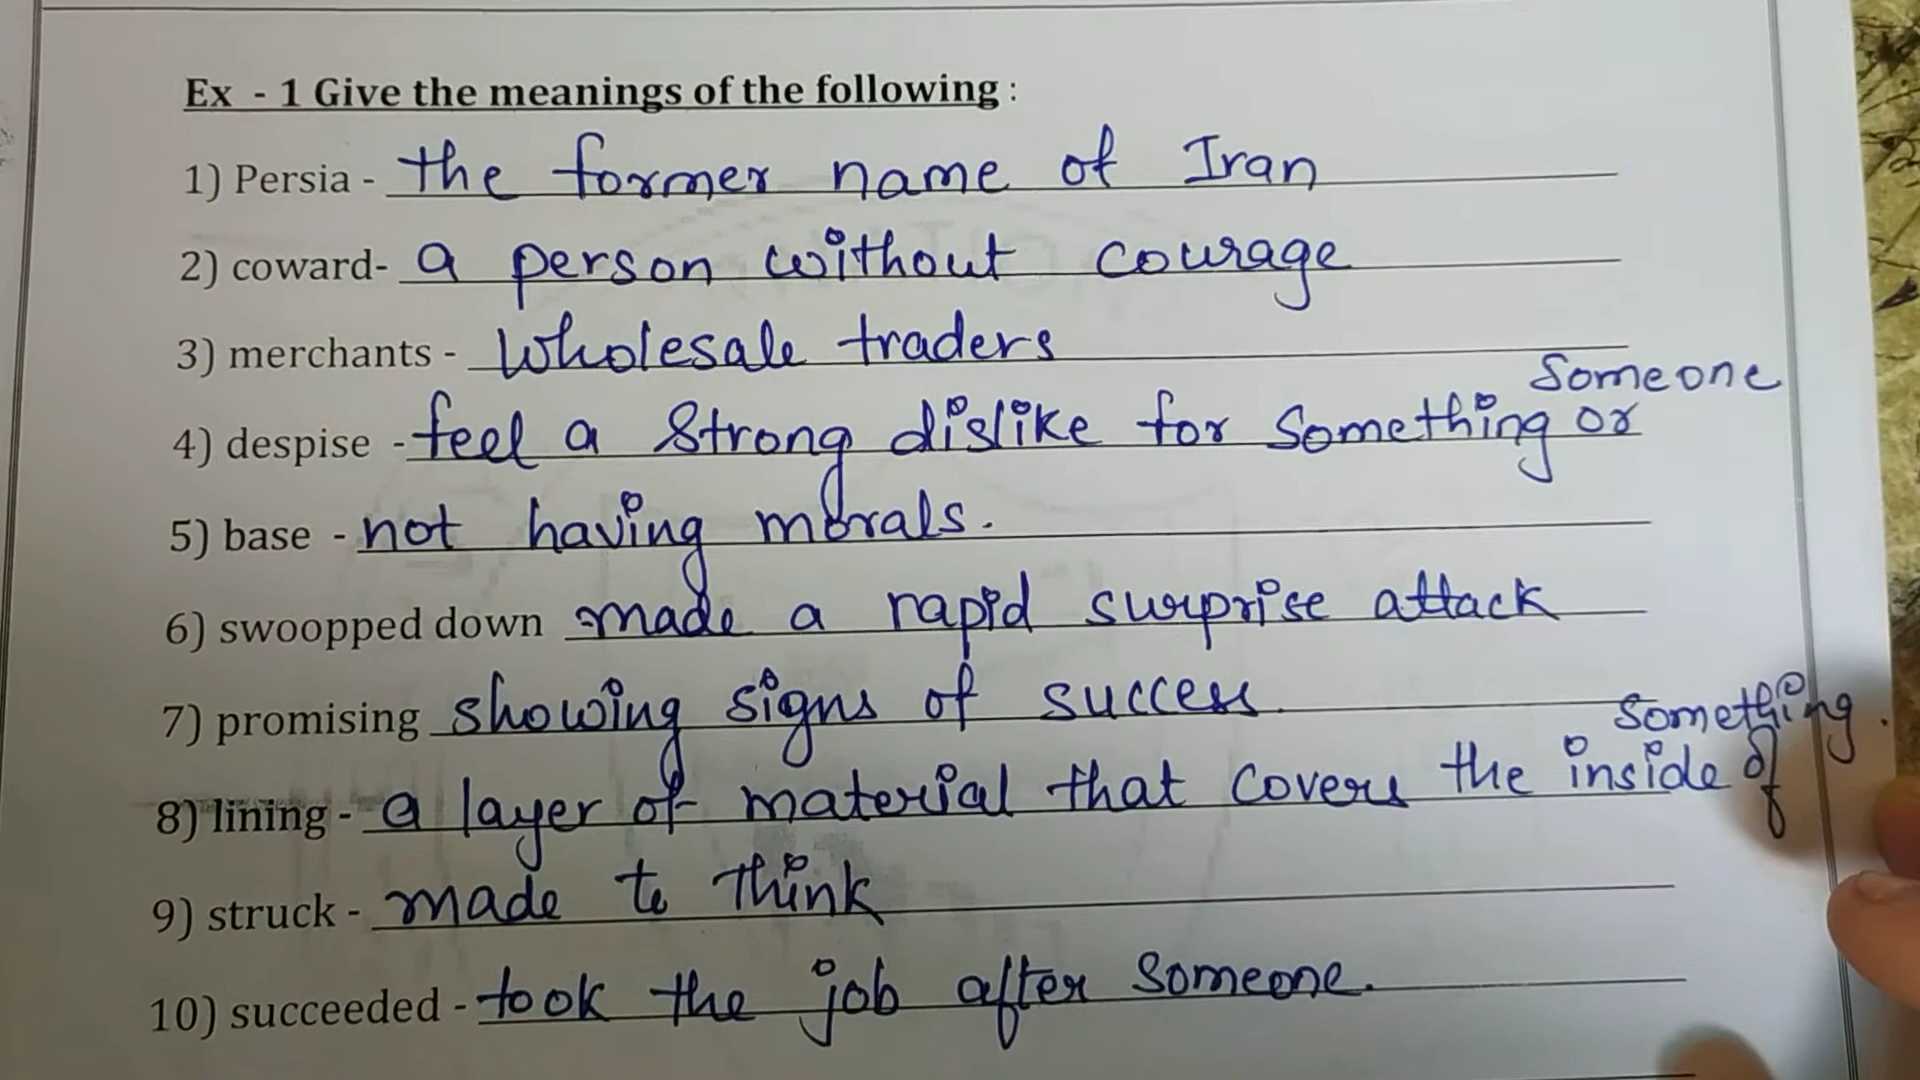 Ex - 1 Give the meanings of the following :
1) Persia - the former name of Iran
2) coward- a person without courage
3) merchants - Wholesale traders
someone
4) despise - feel a strong dislike for something or
5) base - not having morals.
6) swoopped down made a rapid surprise attack
7) promising showing signs of success.
something.
8) lining - a layer of material that covers the inside of
9) struck - made to think
10) succeeded - took the job after someone.